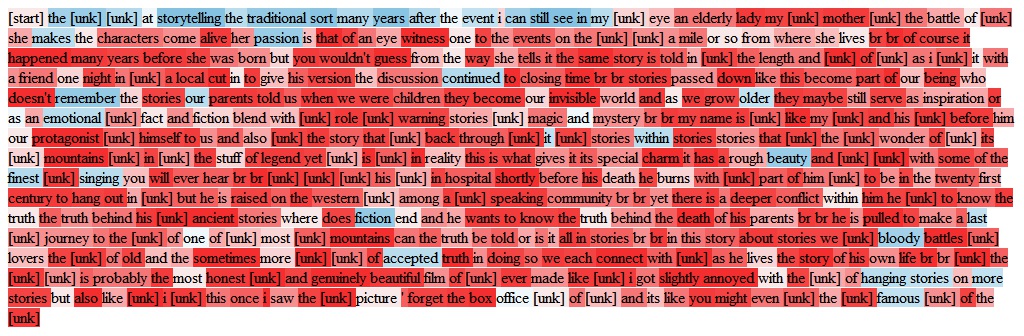 [start] the [unk] [unk] at storytelling the traditional sort many years after the event i can still see in my [unk] eye an elderly lady my [unk] mother [unk] the battle of [unk]
she makes the characters come alive her passion is that of an eye witness one to the events on the [unk] [unk] a mile or so from where she lives br br of course it
happened many years before she was born but you wouldn't guess from the way she tells it the same story is told in [unk] the length and [unk] of [unk] as i [unk] it with
a friend one night in [unk] a local cut in to give his version the discussion continued to closing time br br stories passed down like this become part of our being who
doesn't remember the stories our parents told us when we were children they become our invisible world and as we grow older they maybe still serve as inspiration or
as an emotional [unk] fact and fiction blend with [unk] role [unk] warning stories [unk] magic and mystery br br my name is [unk] like my [unk] and his [unk] before him
our protagonist [unk] himself to us and also [unk] the story that [unk] back through [unk] it [unk] stories within stories stories that [unk] the [unk] wonder of [unk] its
[unk] mountains [unk] in [unk] the stuff of legend yet [unk] is [unk] in reality this is what gives it its special charm it has a rough beauty and [unk] [unk] with some of the
finest [unk] singing you will ever hear br br [unk] [unk] [unk] his [unk] in hospital shortly before his death he burns with [unk] part of him [unk] to be in the twenty first
century to hang out in [unk] but he is raised on the western [unk] among a [unk] speaking community br br yet there is a deeper conflict within him he [unk] to know the
truth the truth behind his [unk] ancient stories where does fiction end and he wants to know the truth behind the death of his parents br br he is pulled to make a last
[unk] journey to the [unk] of one of [unk] most [unk] mountains can the truth be told or is it all in stories br br in this story about stories we [unk] bloody battles [unk]
lovers the [unk] of old and the sometimes more [unk] [unk] of accepted truth in doing so we each connect with [unk] as he lives the story of his own life br br [unk] the
[unk] [unk] is probably the most honest [unk] and genuinely beautiful film of [unk] ever made like [unk] i got slightly annoyed with the [unk] of hanging stories on more
stories but also like [unk] i [unk] this once i saw the [unk] picture ' forget the box office [unk] of [unk] and its like you might even [unk] the [unk] famous [unk] of the
[unk]